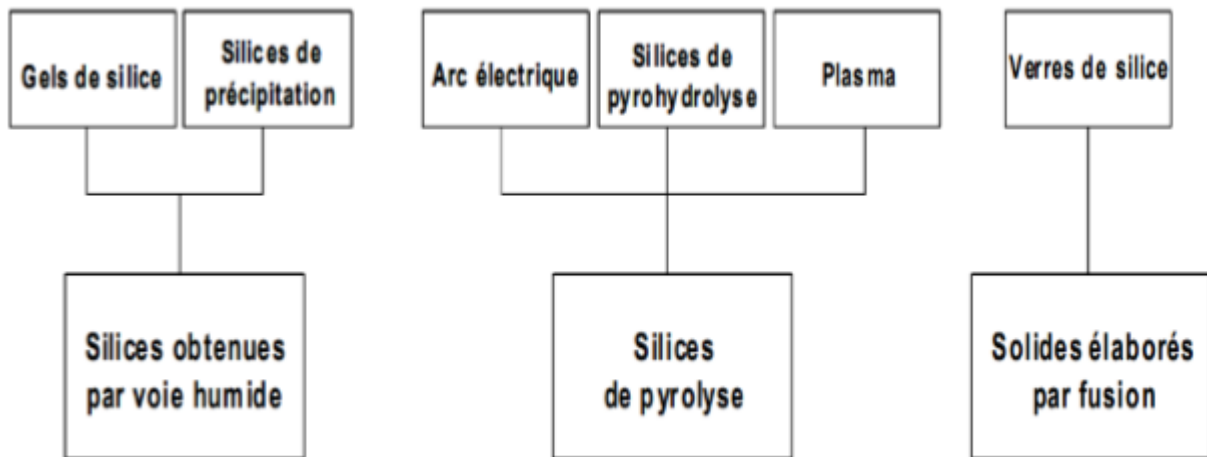 Gels de silice
Silices de
précipitation
Arc électrique
Silices de
pyrohydrolyse
Plasma
Verres de silice
Silices obtenues
par voie humide
Silices
de pyrolyse
Solides élaborés
par fusion